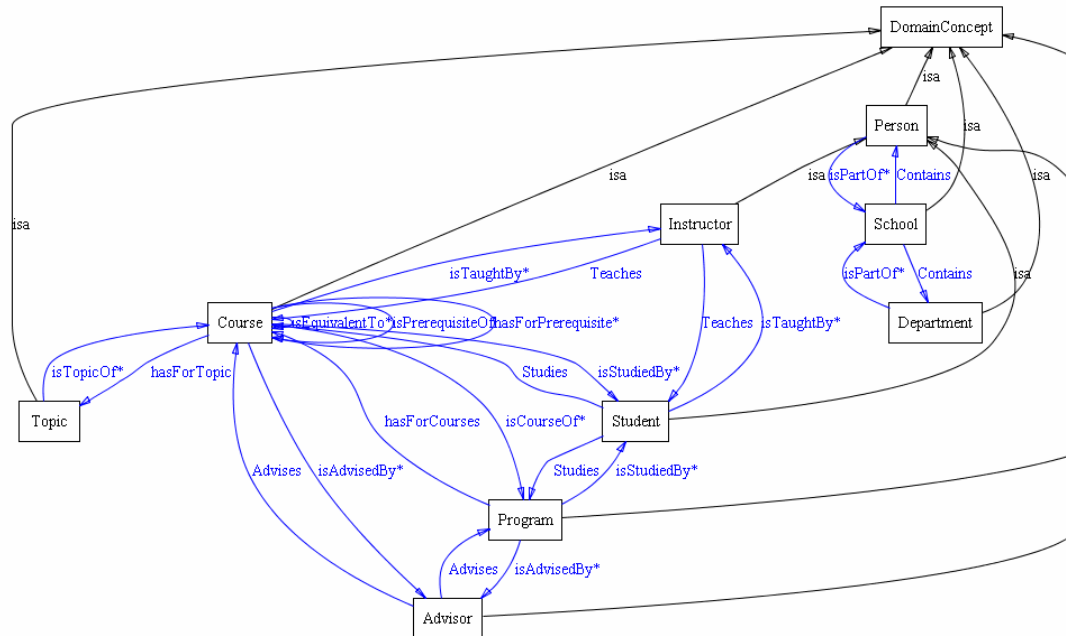 DomainConcept
isa
Person
isa
isa
isa
isPartOf*
Contains
isa
isa
Instructor
School
isTaughtBy*
Teaches
isPartOf*
Contains
isa
Course
isEquivalentTo*
isPrerequisiteOf
hasForPrerequisite*
Teaches
isTaughtBy*
Department
isTopicOf*
hasForTopic
Studies
isStudiedBy*
Topic
hasForCourses
isCourseOf*
Student
Advises
isAdvisedBy*
Studies
isStudiedBy*
Program
Advises
isAdvisedBy*
Advisor